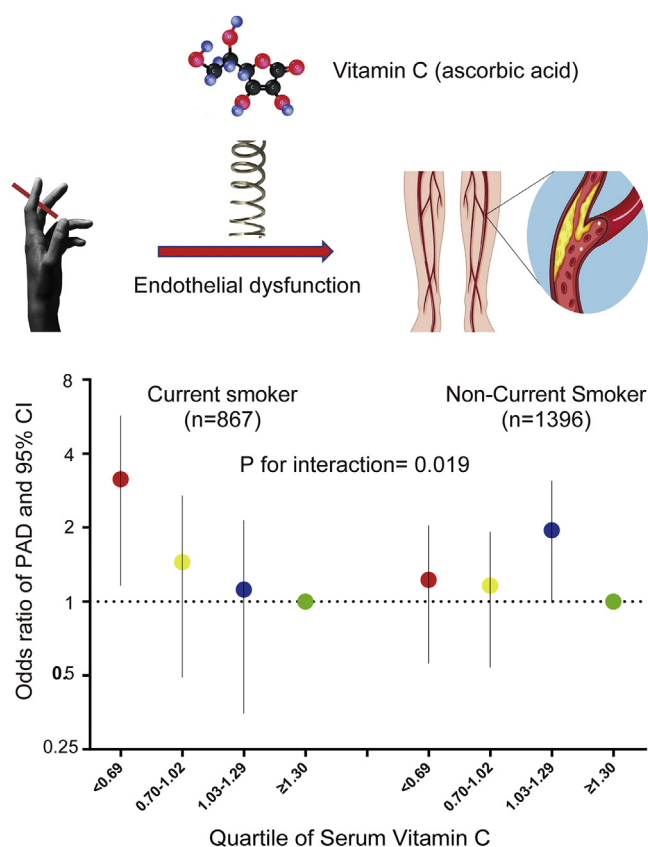 Vitamin C (ascorbic acid)
Endothelial dysfunction
Current smoker
(n=867)
Non-Current Smoker
(n=1396)
P for interaction= 0.019
Odds ratio of PAD and 95% CI
8
4
2
1
0.5
0.25
<0.69
0.70-1.02
1.03-1.29
≥1.30
<0.69
0.70-1.02
1.03-1.29
≥1.30
Quartile of Serum Vitamin C